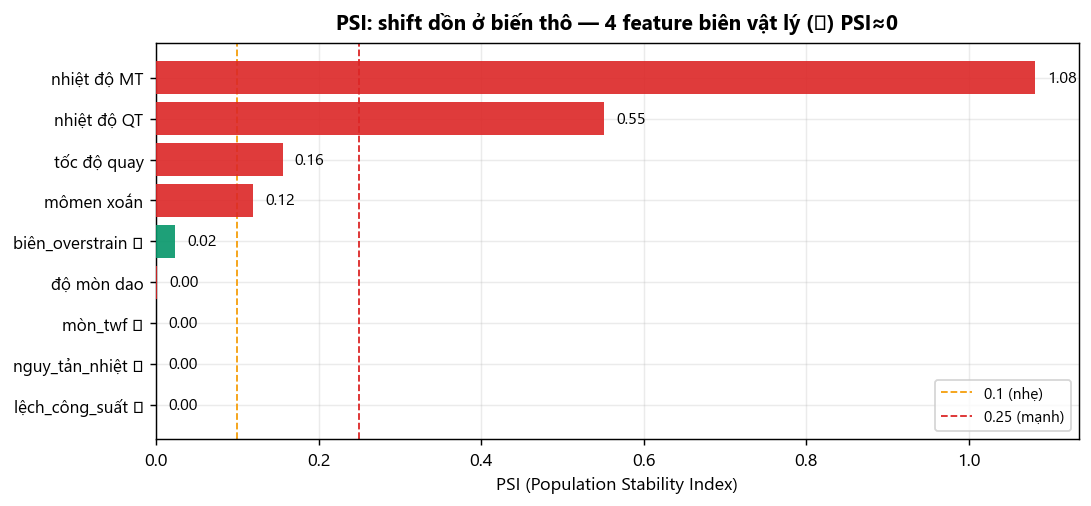 PSI: shift dồn ở biến thô — 4 feature biên vật lý (▯) PSI≈0
nhiệt độ MT
1.08
nhiệt độ QT
0.55
tốc độ quay
0.16
mômen xoắn
0.12
biên_overstrain ▯
0.02
độ mòn dao
0.00
mòn_twf ▯
0.00
nguy_tản_nhiệt ▯
0.00
lệch_công_suất ▯
0.00
0.1 (nhẹ)
0.25 (mạnh)
0.0
0.2
0.4
0.6
0.8
1.0
PSI (Population Stability Index)